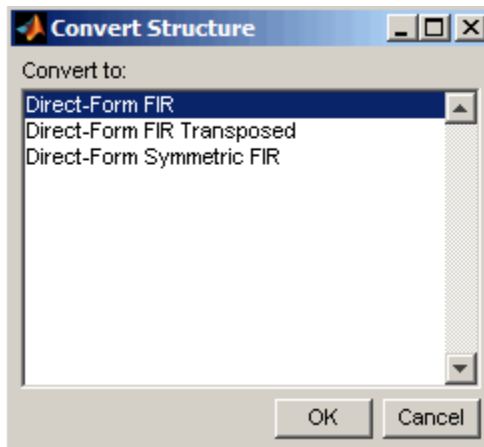 Convert Structure
Convert to:
Direct-Form FIR
Direct-Form FIR Transposed
Direct-Form Symmetric FIR
OK Cancel